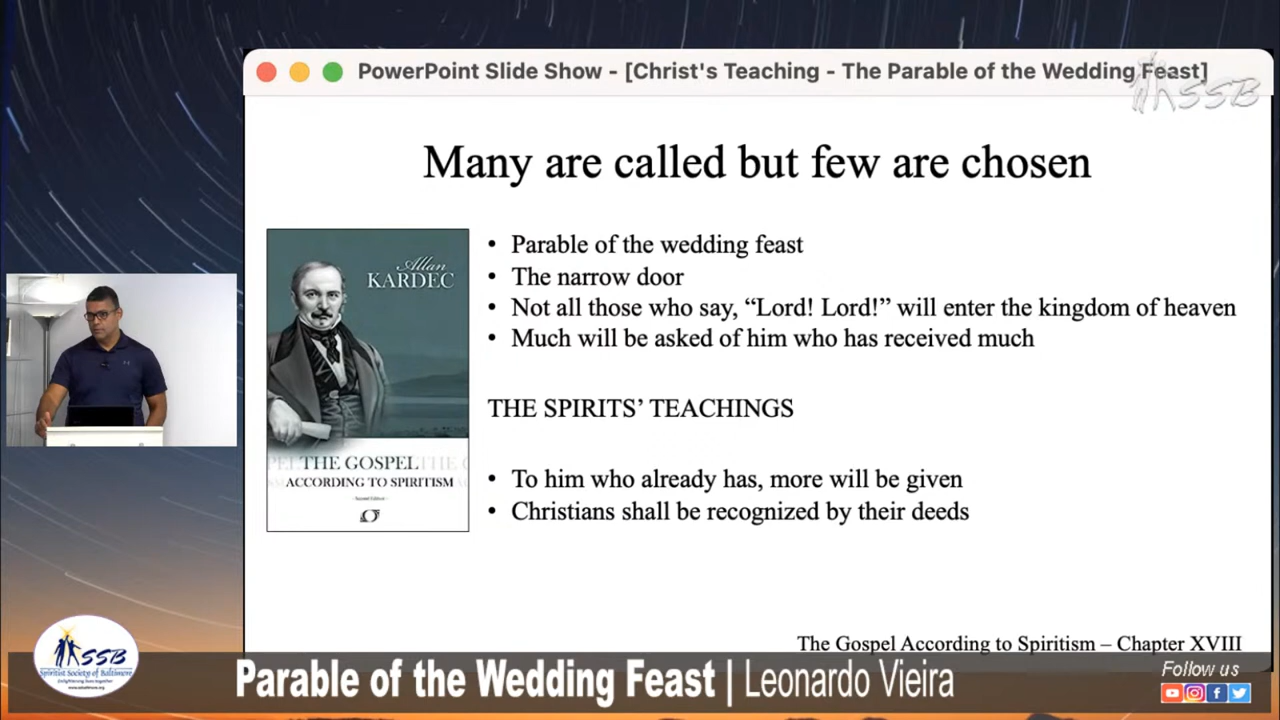 PowerPoint Slide Show - [Christ's Teaching - The Parable of the Wedding Feast]
SSB
Many are called but few are chosen
• Parable of the wedding feast
• The narrow door
• Not all those who say, “Lord! Lord!” will enter the kingdom of heaven
• Much will be asked of him who has received much
THE SPIRITS’ TEACHINGS
• To him who already has, more will be given
• Christians shall be recognized by their deeds
Allan
KARDEC
THE GOSPEL
ACCORDING TO SPIRITISM
- Second Edition -
The Gospel According to Spiritism – Chapter XVIII
SSB
Spiritist Society of Baltimore
Parable of the Wedding Feast | Leonardo Vieira
Follow us